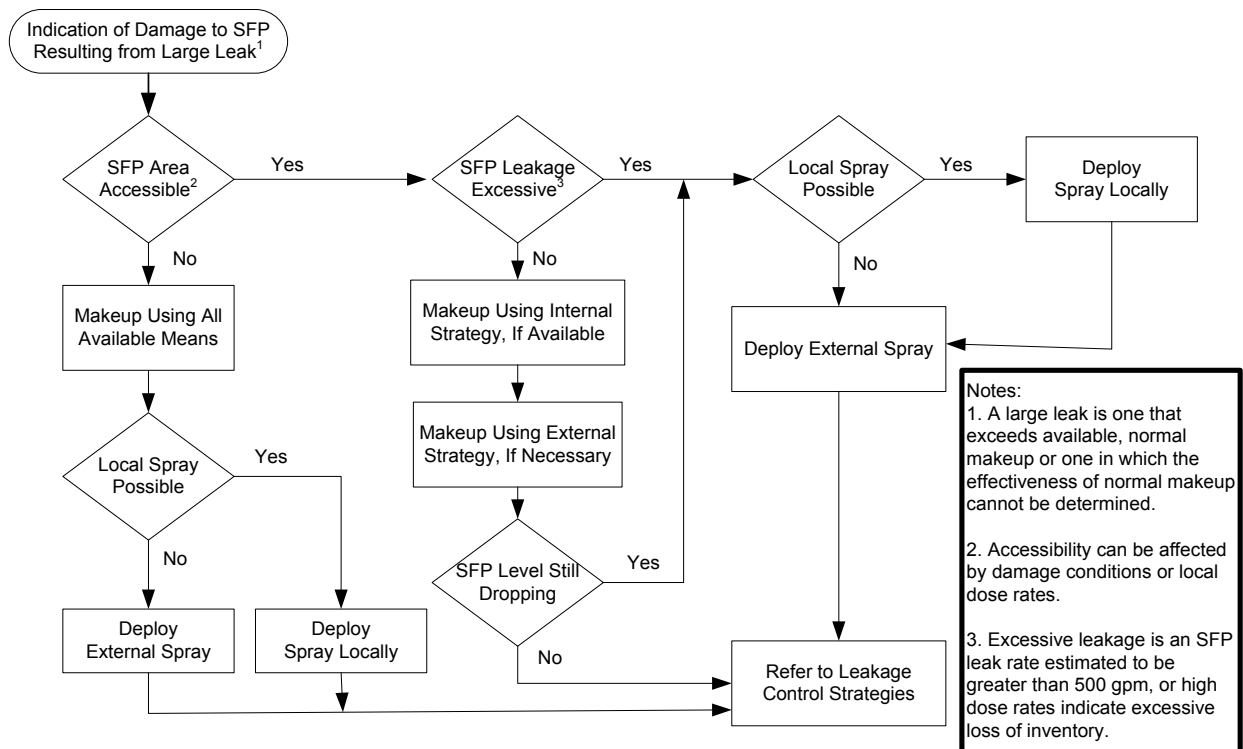 Indication of Damage to SFP
Resulting from Large Leak1
SFP Area
Accessible2
Yes
SFP Leakage
Excessive3
Yes
Local Spray
Possible
Yes
Deploy
Spray Locally
No
No
No
Makeup Using All
Available Means
Makeup Using Internal
Strategy, If Available
Deploy External Spray
Makeup Using External
Strategy, If Necessary
Local Spray
Possible
Yes
No
SFP Level Still
Dropping
Yes
No
Deploy
External Spray
Deploy
Spray Locally
Refer to Leakage
Control Strategies
Notes:
1. A large leak is one that
exceeds available, normal
makeup or one in which the
effectiveness of normal makeup
cannot be determined.
2. Accessibility can be affected
by damage conditions or local
dose rates.
3. Excessive leakage is an SFP
leak rate estimated to be
greater than 500 gpm, or high
dose rates indicate excessive
loss of inventory.